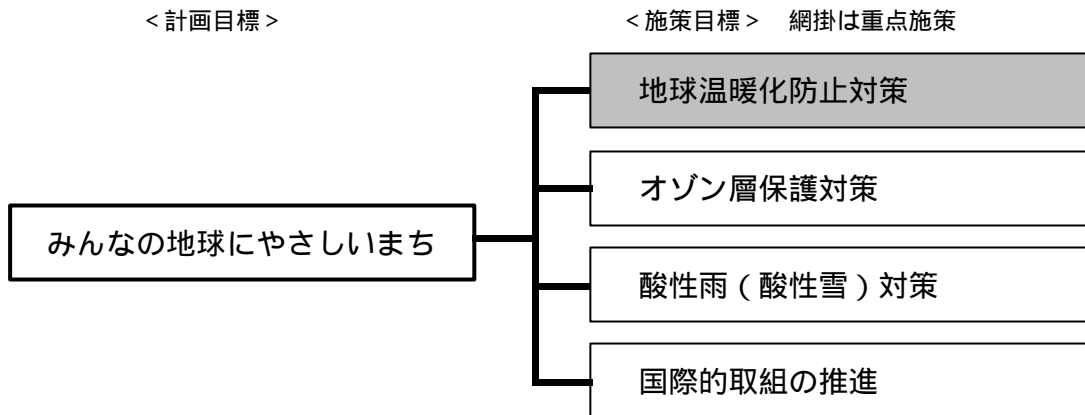 <計画目標>
<施策目標> 網掛は重点施策
地球温暖化防止対策
オゾン層保護対策
みんなの地球にやさしいまち
酸性雨(酸性雪)対策
国際的取組の推進